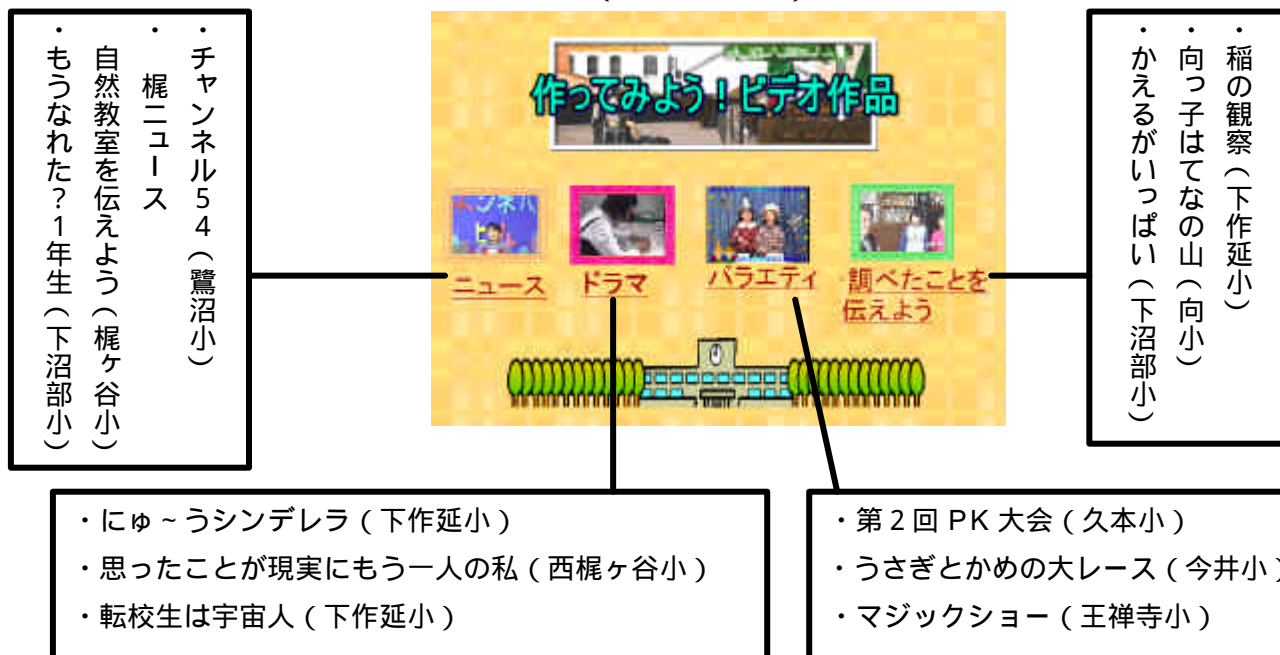 作ってみよう！ビデオ作品
ニュース
ドラマ
バラエティ
調べたことを
伝えよう
・チャンネル５４（鷺沼小）
・　梶ニュース
自然教室を伝えよう（梶ヶ谷小）
・もうなれた？１年生（下沼部小）
・稲の観察（下作延小）
・向っ子はてなの山（向小）
・かえるがいっぱい（下沼部小）
・にゅ～うシンデレラ（下作延小）
・思ったことが現実にもう一人の私（西梶ヶ谷小）
・転校生は宇宙人（下作延小）
・第２回 PK 大会（久本小）
・うさぎとかめの大レース（今井小）
・マジックショー（王禅寺小）